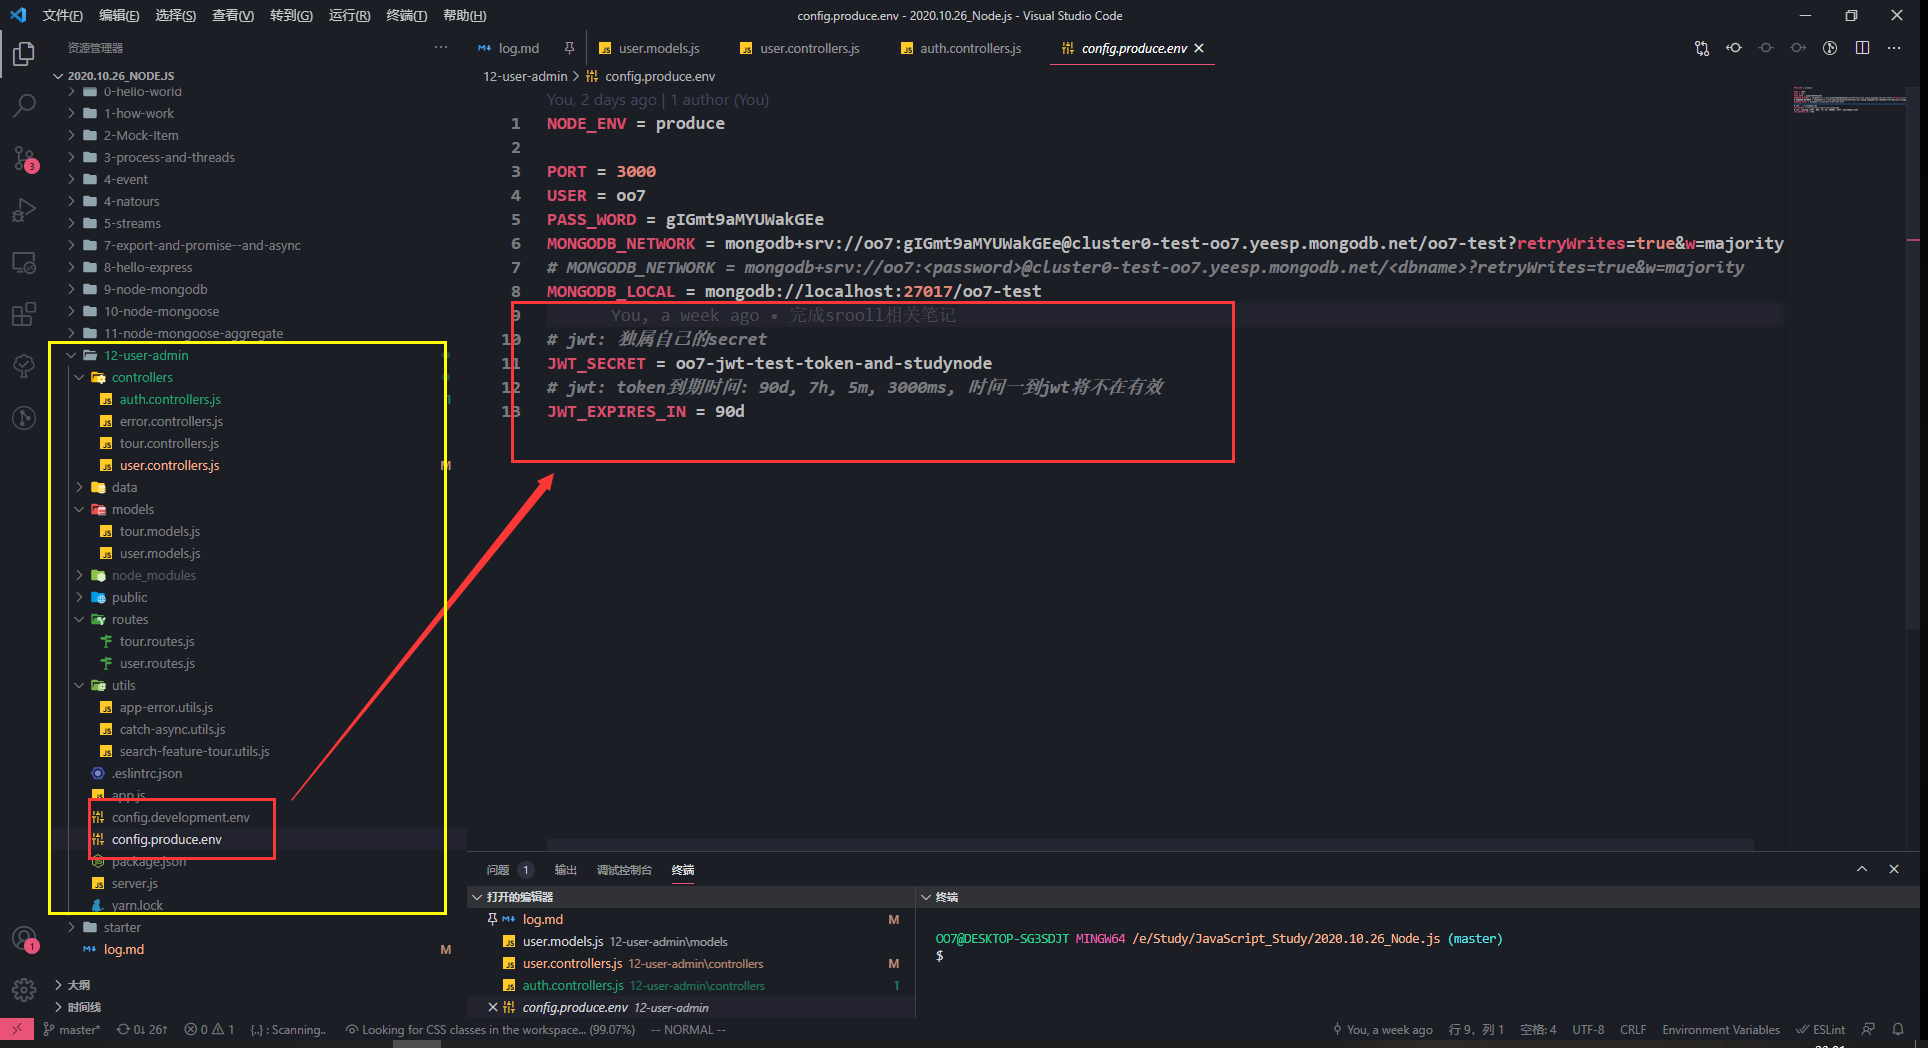 文件(F) 编辑(E) 选择(S) 查看(V) 转到(G) 运行(R) 终端(T) 帮助(H)
config.produce.env - 2020.10.26_Node.js - Visual Studio Code
资源管理器
log.md user.models.js user.controllers.js auth.controllers.js config.produce.env
2020.10.26_NODE.JS
12-user-admin > config.produce.env
0-hello-world
1-how-work
2-Mock-Item
3-process-and-threads
4-event
4-natours
5-streams
7-export-and-promise--and-async
8-hello-express
9-node-mongodb
10-node-mongoose
11-node-mongoose-aggregate
12-user-admin
controllers
auth.controllers.js 1
error.controllers.js
tour.controllers.js
user.controllers.js M
data
models
tour.models.js
user.models.js
node_modules
public
routes
tour.routes.js
user.routes.js
utils
app-error.utils.js
catch-async.utils.js
search-feature-tour.utils.js
.eslintrc.json
app.js
config.development.env
config.produce.env
package.json
server.js
yarn.lock
starter
log.md M
大纲
时间线
3
1
You, 2 days ago | 1 author (You)
1 NODE_ENV = produce
2
3 PORT = 3000
4 USER = oo7
5 PASS_WORD = gIGmt9aMYUWakGEe
6 MONGODB_NETWORK = mongodb+srv://oo7:gIGmt9aMYUWakGEe@cluster0-test-oo7.yeesp.mongodb.net/oo7-test?retryWrites=true&w=majority
7 # MONGODB_NETWORK = mongodb+srv://oo7:<password>@cluster0-test-oo7.yeesp.mongodb.net/<dbname>?retryWrites=true&w=majority
8 MONGODB_LOCAL = mongodb://localhost:27017/oo7-test
9 You, a week ago • 完成srooll相关笔记
10 # jwt: 独属自己的secret
11 JWT_SECRET = oo7-jwt-test-token-and-studynode
12 # jwt: token到期时间: 90d, 7h, 5m, 3000ms, 时间一到jwt将不在有效
13 JWT_EXPIRES_IN = 90d
问题 1 输出 调试控制台 终端
打开的编辑器
log.md M
user.models.js 12-user-admin\models
user.controllers.js 12-user-admin\controllers M
auth.controllers.js 12-user-admin\controllers 1
config.produce.env 12-user-admin
终端
OO7@DESKTOP-SG3SDJT MINGW64 /e/Study/JavaScript_Study/2020.10.26_Node.js (master)
$
master* 0↓ 26↑ 0 1 {..} : Scanning.. Looking for CSS classes in the workspace... (99.07%) -- NORMAL -- You, a week ago 行 9，列 1 空格: 4 UTF-8 CRLF Environment Variables ESLint